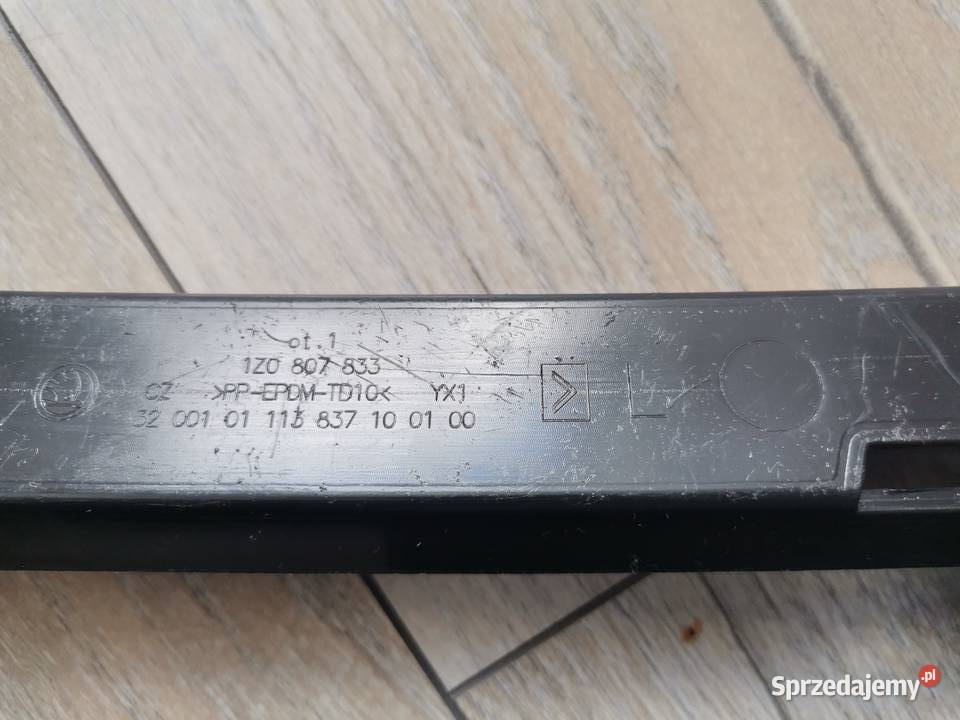 ot.1
1Z0 807 833
CZ >PP-EPDM-TD10< YX1
32 001 01 113 837 10 01 00
Sprzedajemy.pl